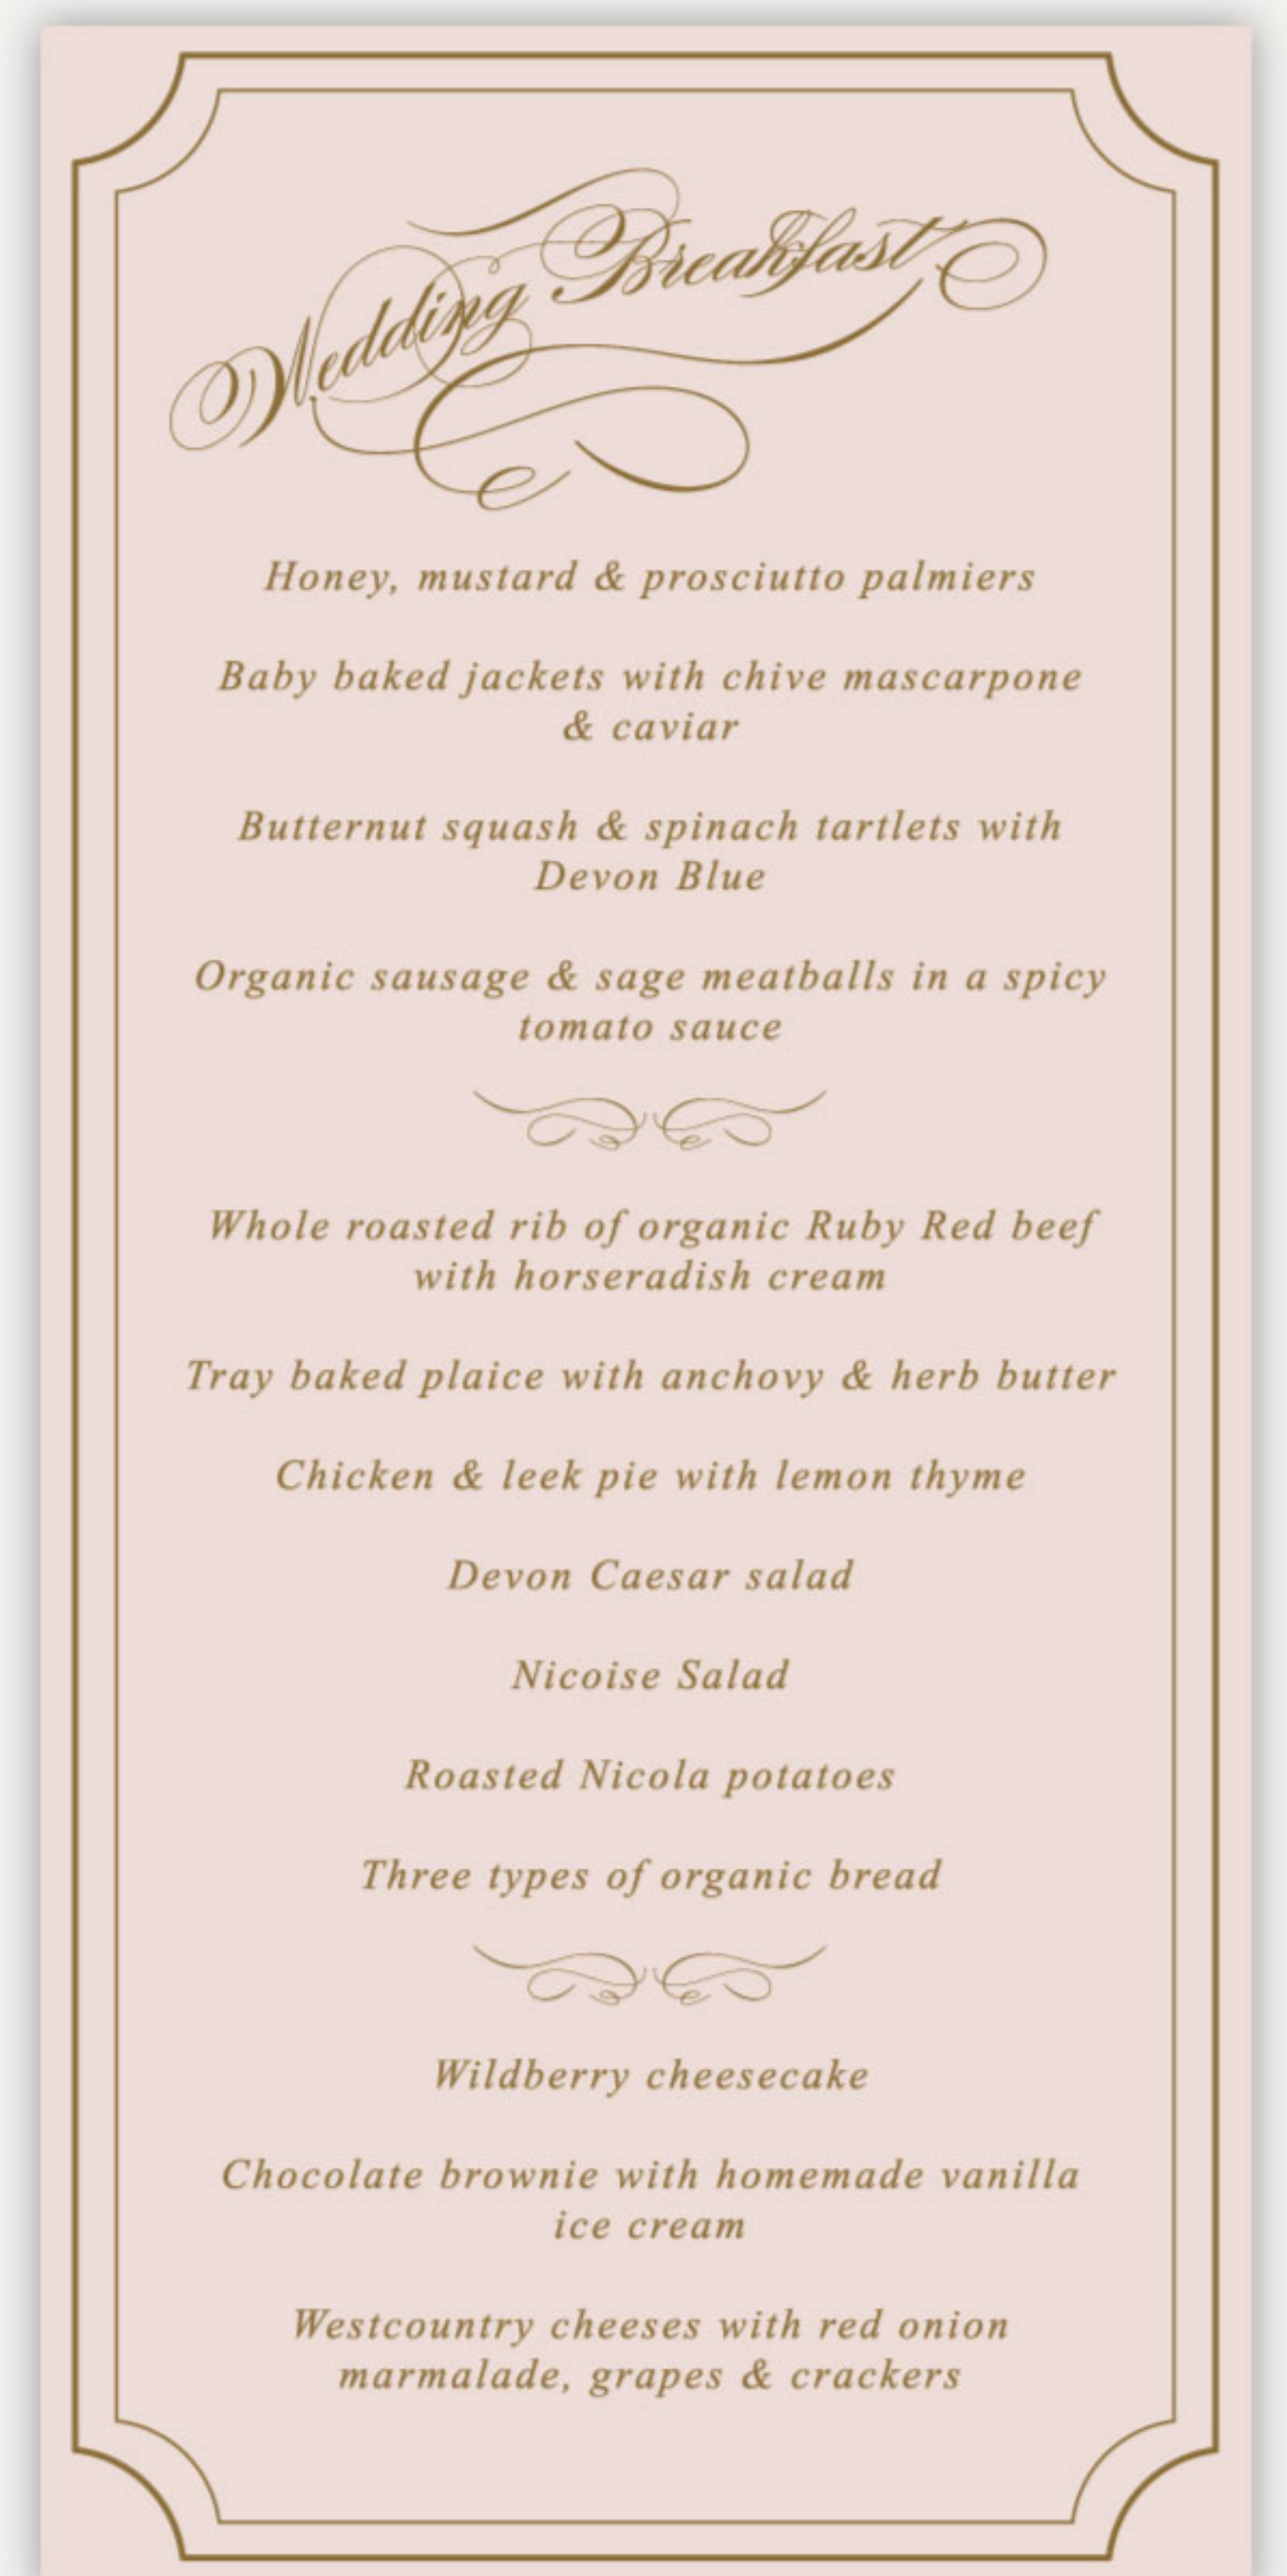 Wedding Breakfast
Honey, mustard & prosciutto palmiers
Baby baked jackets with chive mascarpone
& caviar
Butternut squash & spinach tartlets with
Devon Blue
Organic sausage & sage meatballs in a spicy
tomato sauce
Whole roasted rib of organic Ruby Red beef
with horseradish cream
Tray baked plaice with anchovy & herb butter
Chicken & leek pie with lemon thyme
Devon Caesar salad
Nicoise Salad
Roasted Nicola potatoes
Three types of organic bread
Wildberry cheesecake
Chocolate brownie with homemade vanilla
ice cream
Westcountry cheeses with red onion
marmalade, grapes & crackers